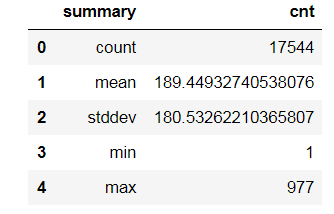 summary cnt
0 count 17544
1 mean 189.44932740538076
2 stddev 180.53262210365807
3 min 1
4 max 977